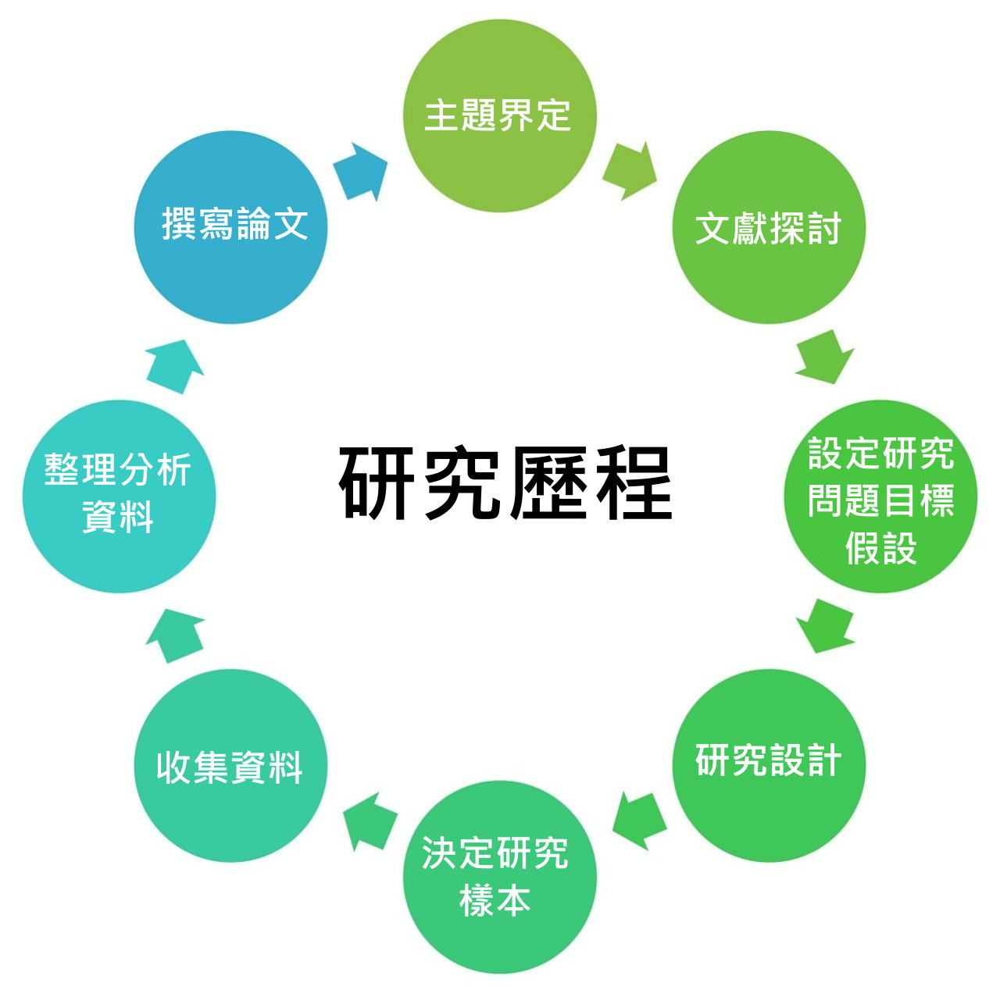 研究歷程
主題界定
文獻探討
設定研究
問題目標
假設
研究設計
決定研究
樣本
收集資料
整理分析
資料
撰寫論文